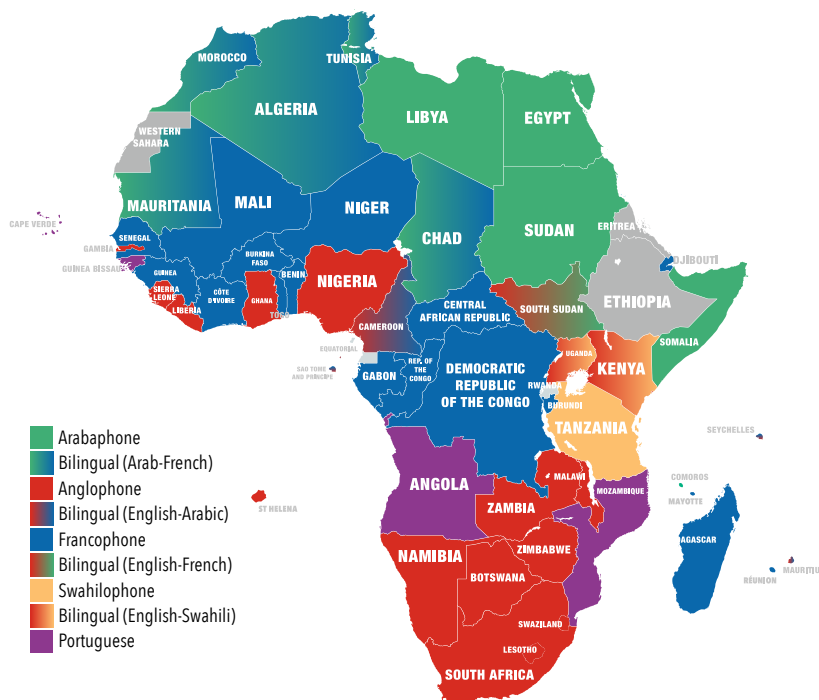 MOROCCO
TUNISIA
ALGERIA
LIBYA
EGYPT
WESTERN
SAHARA
MAURITANIA
MALI
NIGER
CHAD
SUDAN
ERITREA
CAPE VERDE
SENEGAL
GAMBIA
GUINEA BISSAU
GUINEA
SIERRA
LEONE
LIBERIA
CÔTE
D'IVOIRE
BURKINA
FASO
GHANA
TOGO
BENIN
NIGERIA
CAMEROON
CENTRAL
AFRICAN REPUBLIC
SOUTH SUDAN
ETHIOPIA
DJIBOUTI
SOMALIA
EQUATORIAL
SAO TOME
AND PRINCIPE
GABON
REP. OF
THE
CONGO
DEMOCRATIC
REPUBLIC
OF THE CONGO
UGANDA
KENYA
RWANDA
BURUNDI
TANZANIA
SEYCHELLES
COMOROS
MAYOTTE
ANGOLA
ZAMBIA
MALAWI
MOZAMBIQUE
ST HELENA
ZIMBABWE
NAMIBIA
BOTSWANA
AGASCAR
MAURITIU
RÉUNION
SWAZILAND
LESOTHO
SOUTH AFRICA
Arabaphone
Bilingual (Arab-French)
Anglophone
Bilingual (English-Arabic)
Francophone
Bilingual (English-French)
Swahilophone
Bilingual (English-Swahili)
Portuguese